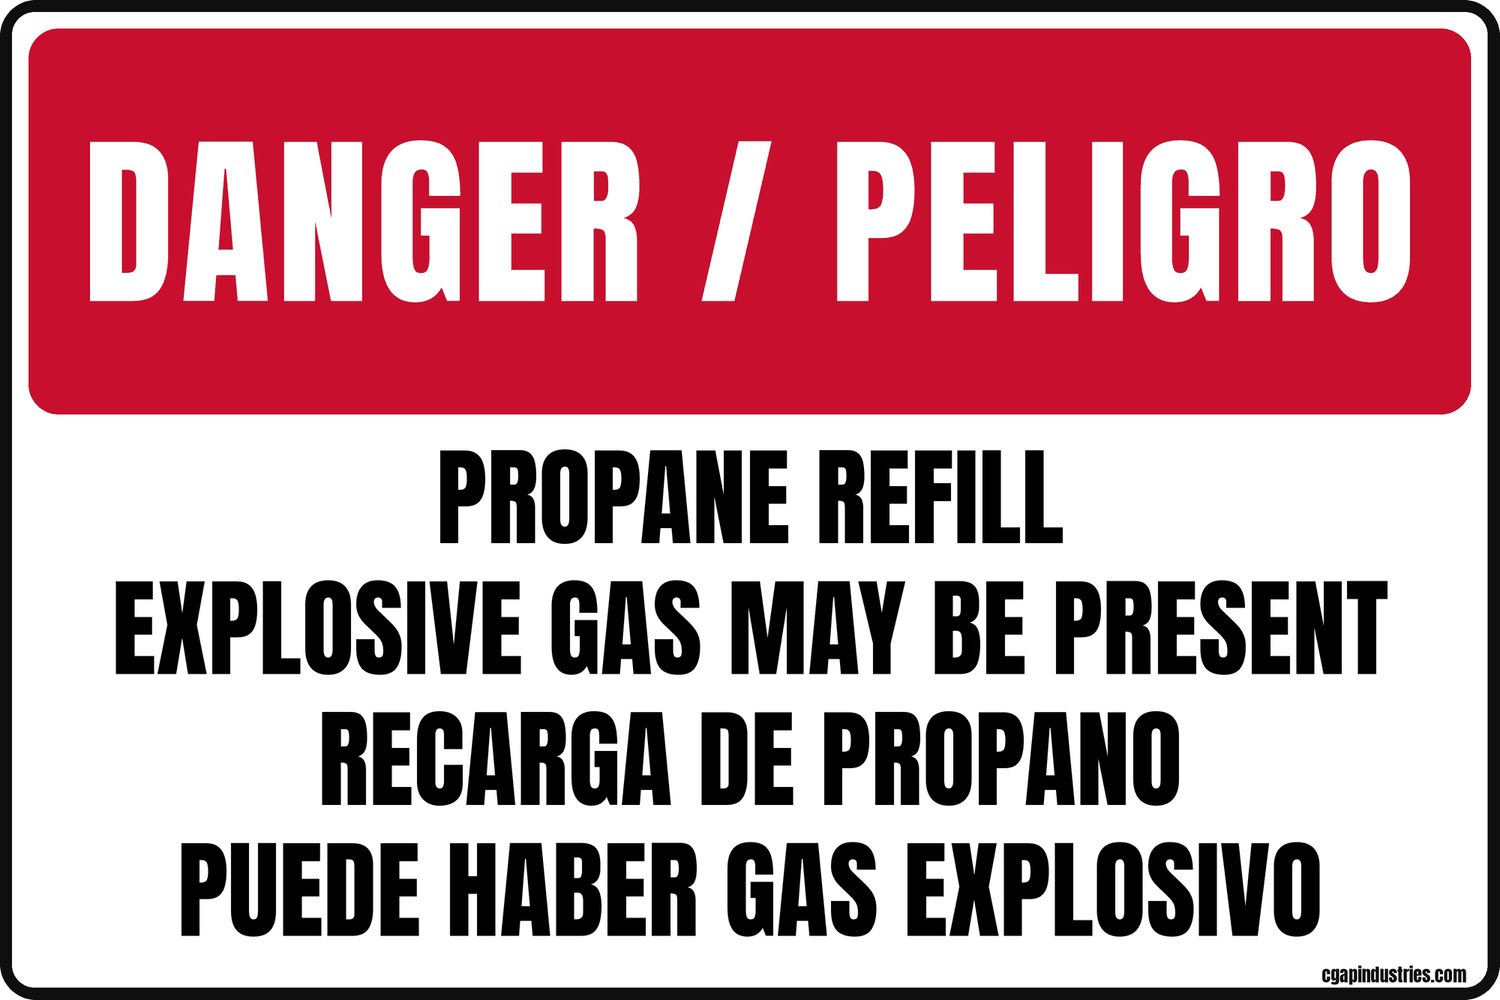 DANGER / PELIGRO
PROPANE REFILL
EXPLOSIVE GAS MAY BE PRESENT
RECARGA DE PROPANO
PUEDE HABER GAS EXPLOSIVO
cgapindustries.com